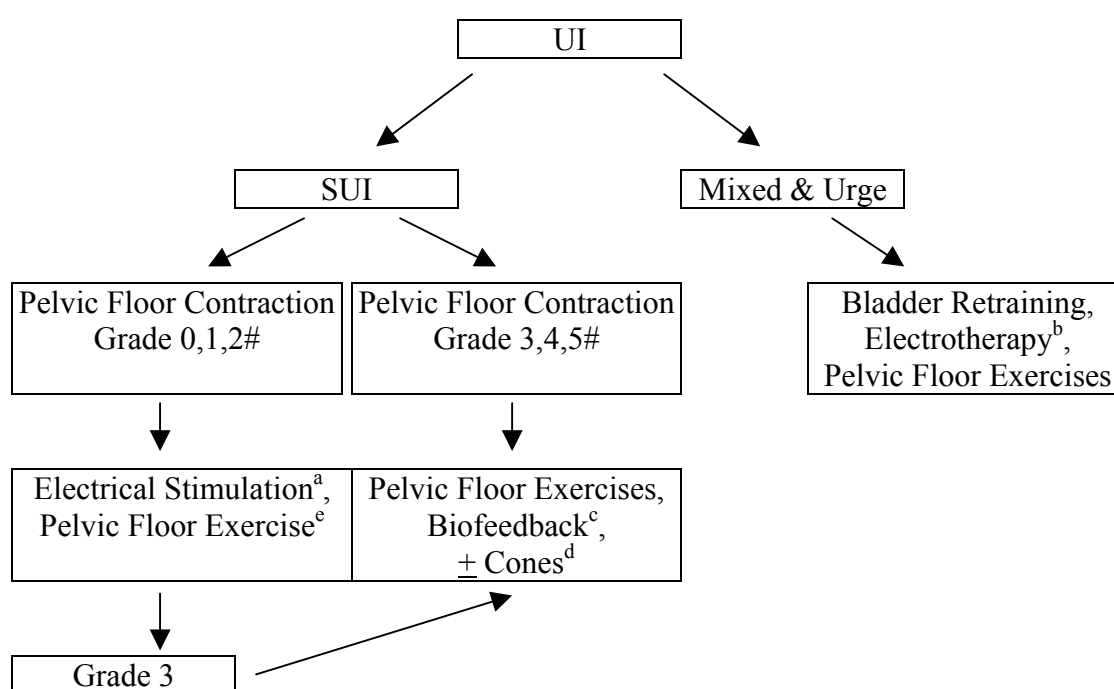 UI
SUI
Mixed & Urge
Pelvic Floor Contraction
Grade 0,1,2#
Pelvic Floor Contraction
Grade 3,4,5#
Bladder Retraining,
Electrotherapyᵇ,
Pelvic Floor Exercises
Electrical Stimulationᵃ,
Pelvic Floor Exerciseᵉ
Pelvic Floor Exercises,
Biofeedbackᶜ,
± Conesᵈ
Grade 3